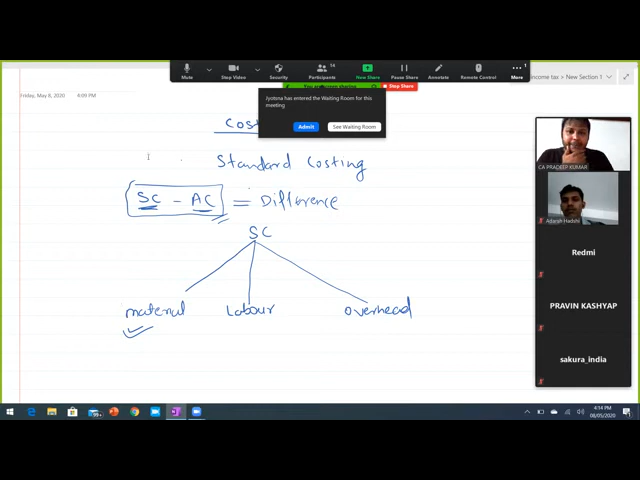 Mute
Stop Video
Security
Participants
14
New Share
Pause Share
Annotate
Remote Control
More
income tax > New Section 1
Stop Share
Friday, May 8, 2020 4:09 PM
Jyotsna has entered the Waiting Room for this
meeting
Admit
See Waiting Room
Cost
Standard Costing
SC - AC = Difference
SC
material Labour overhead
CA PRADEEP KUMAR
Adarsh Hadshi
Redmi
PRAVIN KASHYAP
sakura_india
99+
4:14 PM
08/05/2020